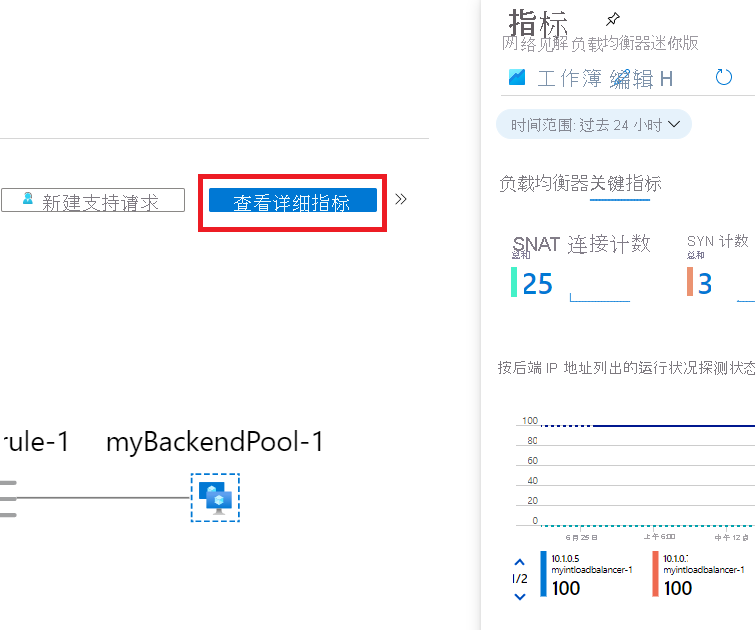 新建支持请求
查看详细指标
rule-1
myBackendPool-1
指标
网络见解 负载均衡器迷你版
工作簿 编辑 H
时间范围: 过去 24 小时
负载均衡器关键指标
SNAT 连接计数
总和
25
SYN 计数
总和
3
按后端 IP 地址列出的运行状况探测状态
100
80
60
40
20
0
6 月 25 日
上午 6:00
中午 12 点
1/2
10.1.0.5
myintloadbalancer-1
100
10.1.0.
myintloadbalancer-1
100